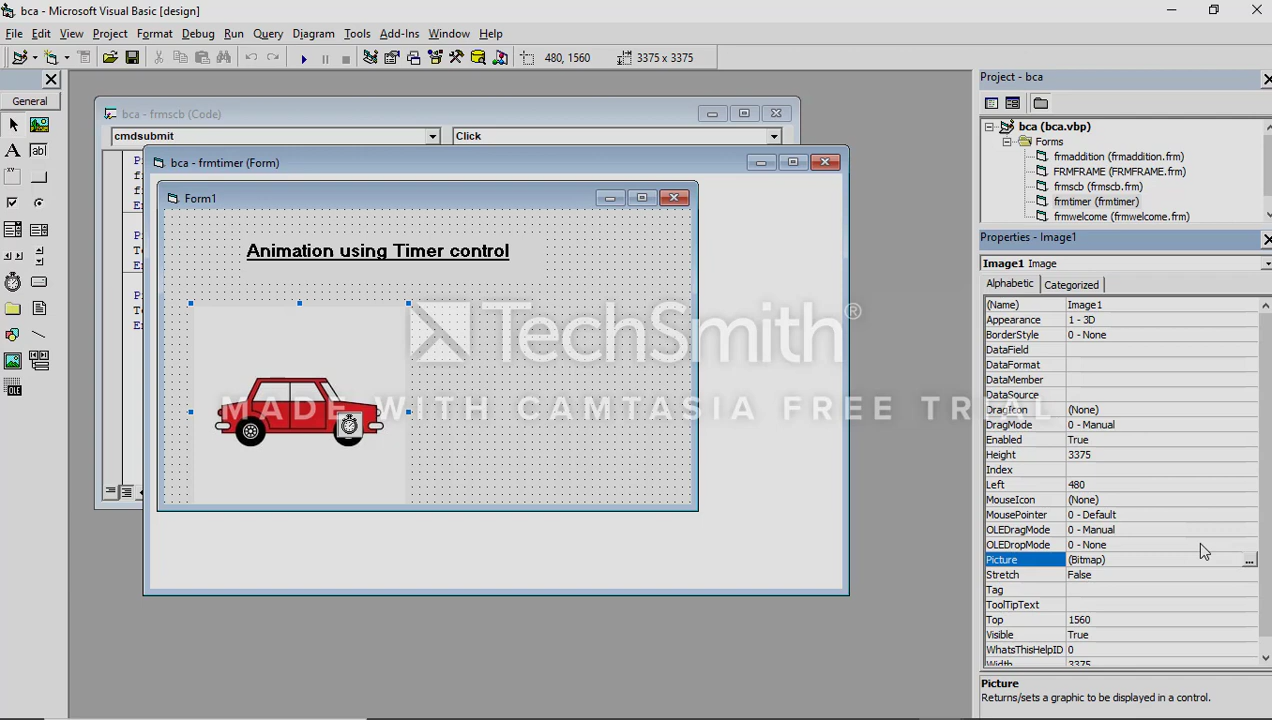 bca - Microsoft Visual Basic [design]
File Edit View Project Format Debug Run Query Diagram Tools Add-Ins Window Help
480, 1560 3375 x 3375
General
bca - frmscb (Code)
cmdsubmit Click
bca - frmtimer (Form)
Form1
Animation using Timer control
TechSmith®
MADE WITH CAMTASIA FREE TRIAL
Project - bca
bca (bca.vbp)
Forms
frmaddition (frmaddition.frm)
FRMFRAME (FRMFRAME.frm)
frmscb (frmscb.frm)
frmtimer (frmtimer)
frmwelcome (frmwelcome.frm)
Properties - Image1
Image1 Image
Alphabetic Categorized
(Name) Image1
Appearance 1 - 3D
BorderStyle 0 - None
DataField
DataFormat
DataMember
DataSource
DragIcon (None)
DragMode 0 - Manual
Enabled True
Height 3375
Index
Left 480
MouseIcon (None)
MousePointer 0 - Default
OLEDragMode 0 - Manual
OLEDropMode 0 - None
Picture (Bitmap) ...
Stretch False
Tag
ToolTipText
Top 1560
Visible True
WhatsThisHelpID 0
Width 3375
Picture
Returns/sets a graphic to be displayed in a control.